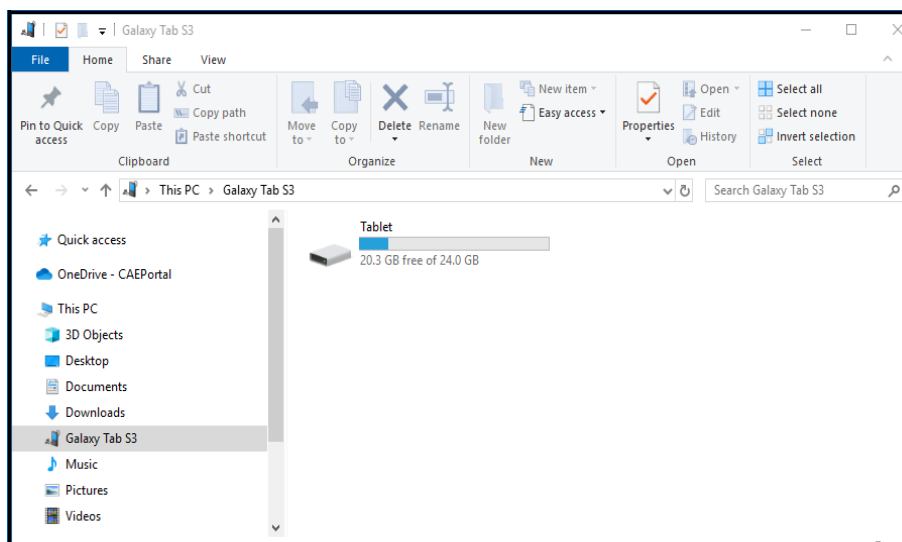 Galaxy Tab S3
File Home Share View
Pin to Quick access
Copy
Paste
Cut
Copy path
Paste shortcut
Clipboard
Move to
Copy to
Delete
Rename
Organize
New folder
New item
Easy access
New
Properties
Open
Edit
History
Open
Select all
Select none
Invert selection
Select
This PC > Galaxy Tab S3
Search Galaxy Tab S3
Quick access
OneDrive - CAEPortal
This PC
3D Objects
Desktop
Documents
Downloads
Galaxy Tab S3
Music
Pictures
Videos
Tablet
20.3 GB free of 24.0 GB